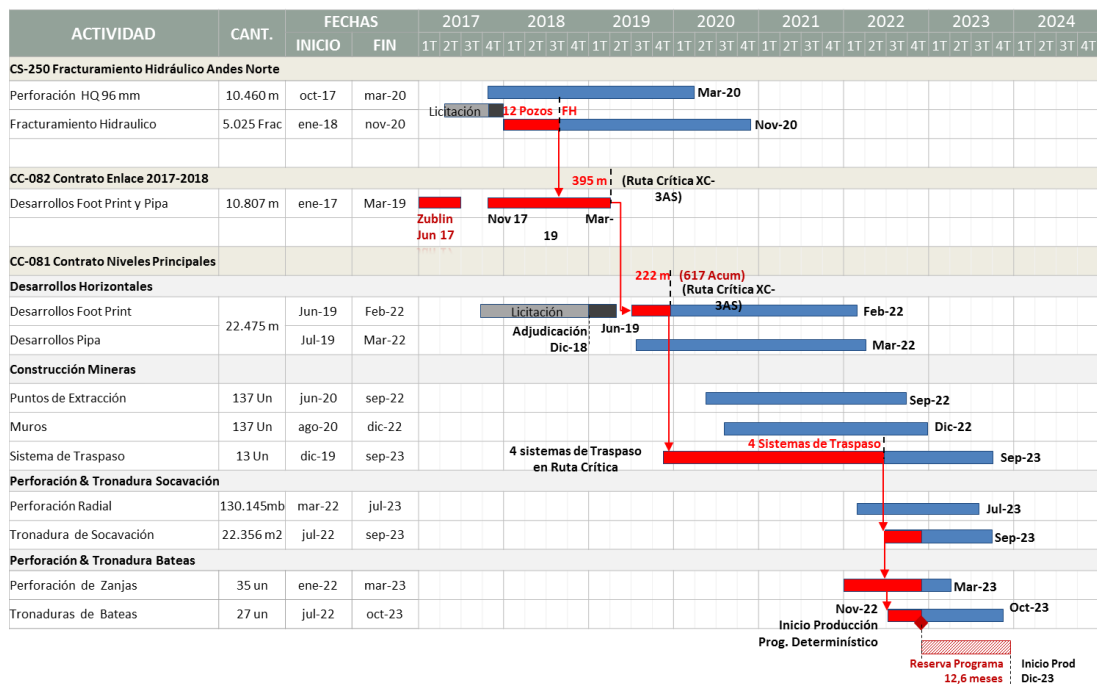 ACTIVIDAD CANT. FECHAS 2017 2018 2019 2020 2021 2022 2023 2024
INICIO FIN 1T 2T 3T 4T 1T 2T 3T 4T 1T 2T 3T 4T 1T 2T 3T 4T 1T 2T 3T 4T 1T 2T 3T 4T 1T 2T 3T 4T 1T 2T 3T 4T
CS-250 Fracturamiento Hidráulico Andes Norte
Perforación HQ 96 mm 10.460 m oct-17 mar-20 Mar-20
Licitación 12 Pozos FH
Fracturamiento Hidraulico 5.025 Frac ene-18 nov-20 Nov-20
CC-082 Contrato Enlace 2017-2018
395 m (Ruta Crítica XC-
3AS)
Desarrollos Foot Print y Pipa 10.807 m ene-17 Mar-19
Zublin Nov 17 Mar-
Jun 17 19
CC-081 Contrato Niveles Principales
222 m (617 Acum)
Desarrollos Horizontales (Ruta Crítica XC-
3AS)
Desarrollos Foot Print 22.475 m Jun-19 Feb-22 Licitación Feb-22
Adjudicación Jun-19
Dic-18
Desarrollos Pipa Jul-19 Mar-22 Mar-22
Construcción Mineras
Puntos de Extracción 137 Un jun-20 sep-22 Sep-22
Muros 137 Un ago-20 dic-22 Dic-22
4 sistemas de Traspaso 4 Sistemas de Traspaso
en Ruta Crítica
Sistema de Traspaso 13 Un dic-19 sep-23 Sep-23
Perforación & Tronadura Socavación
Perforación Radial 130.145mb mar-22 jul-23 Jul-23
Tronadura de Socavación 22.356 m2 jul-22 sep-23 Sep-23
Perforación & Tronadura Bateas
Perforación de Zanjas 35 un ene-22 mar-23 Mar-23
Tronaduras de Bateas 27 un jul-22 oct-23 Oct-23
Nov-22
Inicio Producción
Prog. Determinístico
Reserva Programa Inicio Prod
12,6 meses Dic-23